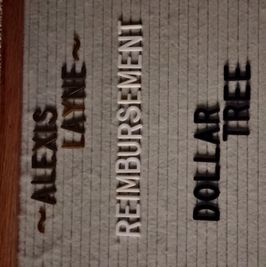 ~ALEXIS
LAYNE~
REIMBURSEMENT
DOLLAR
TREE